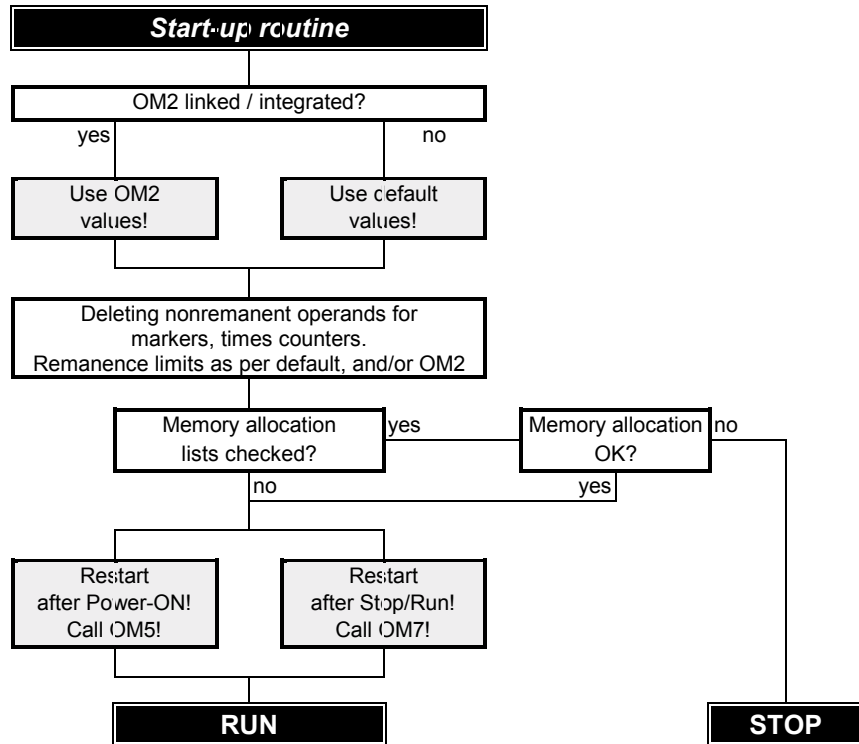 Start-up routine
OM2 linked / integrated?
yes
no
Use OM2
values!
Use default
values!
Deleting nonremanent operands for
markers, times counters.
Remanence limits as per default, and/or OM2
Memory allocation
lists checked?
yes
Memory allocation
OK?
no
no
yes
Restart
after Power-ON!
Call OM5!
Restart
after Stop/Run!
Call OM7!
RUN
STOP